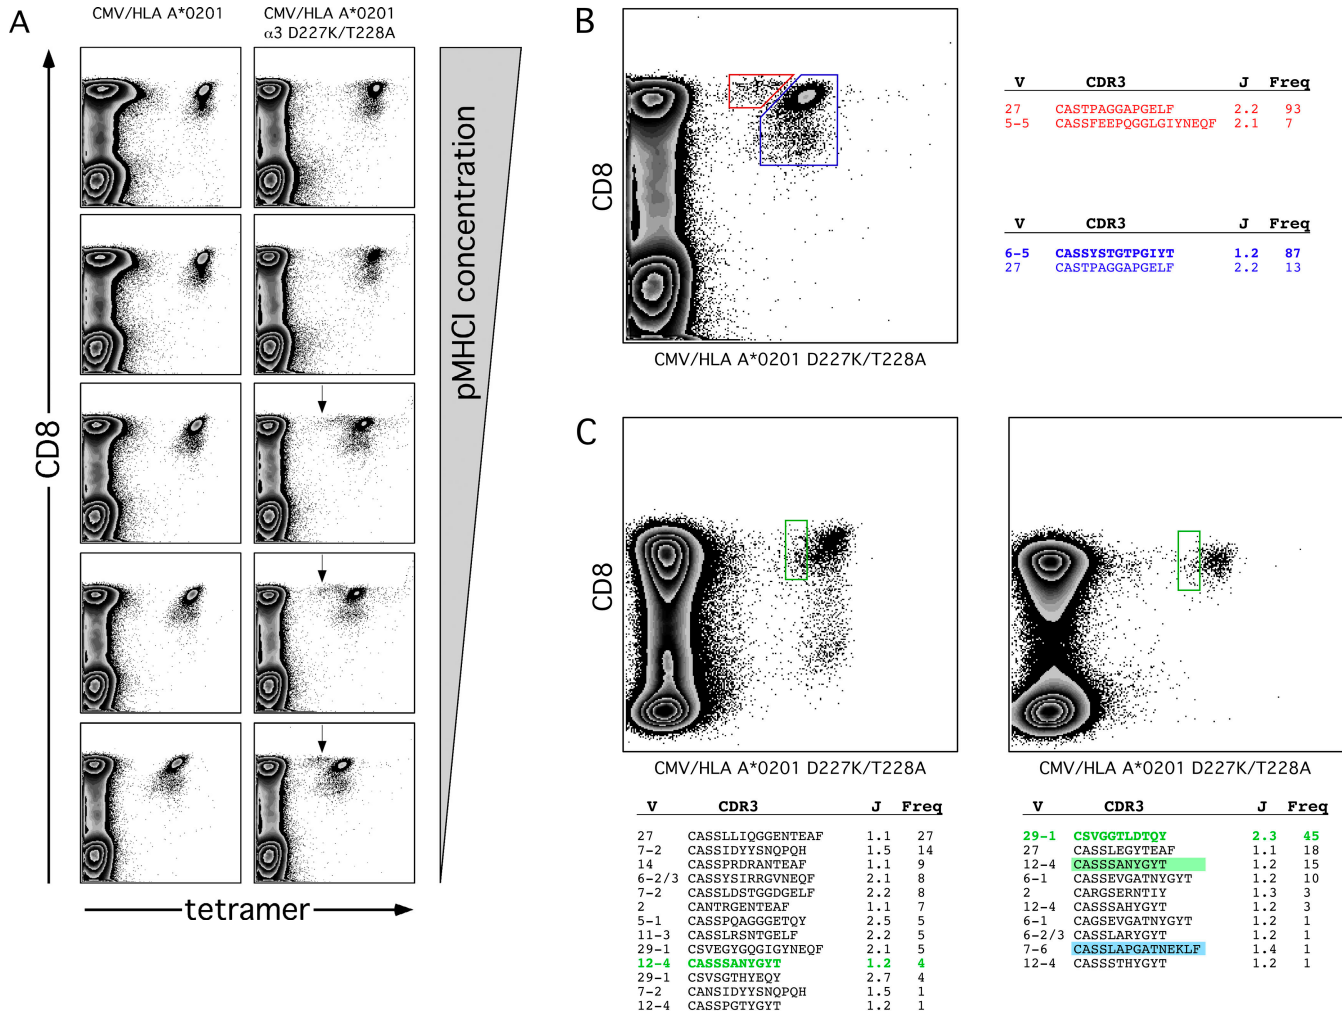 A
CMV/HLA A*0201
CMV/HLA A*0201
α3 D227K/T228A
CD8
tetramer
pMHCI concentration
B
CD8
CMV/HLA A*0201 D227K/T228A
V CDR3 J Freq
27 CASTPAGGAPGELF 2.2 93
5-5 CASSFEEPQGGLGIYNEQF 2.1 7
V CDR3 J Freq
6-5 CASSYSTGTPGIYT 1.2 87
27 CASTPAGGAPGELF 2.2 13
C
CD8
CMV/HLA A*0201 D227K/T228A
V CDR3 J Freq
27 CASSLLIQGGENTEAF 1.1 27
7-2 CASSIDYYSNQPQH 1.5 14
14 CASSPRDRANTEAF 1.1 9
6-2/3 CASSYSIRRGVNEQF 2.1 8
7-2 CASSLDSTGGDGELF 2.2 8
2 CANTRGENTEAF 1.1 7
5-1 CASSPQAGGGETQY 2.5 5
11-3 CASSLRSNTGELF 2.2 5
29-1 CSVEGYGQGIGYNEQF 2.1 5
12-4 CASSSANYGYT 1.2 4
29-1 CSVSGTHYEQY 2.7 4
7-2 CANSIDYYSNQPQH 1.5 1
12-4 CASSPGTYGYT 1.2 1
CMV/HLA A*0201 D227K/T228A
V CDR3 J Freq
29-1 CSVGGTLDTQY 2.3 45
27 CASSLEGYTEAF 1.1 18
12-4 CASSSANYGYT 1.2 15
6-1 CASSEVGATNYGYT 1.2 10
2 CARGSERNTIY 1.3 3
12-4 CASSSAHYGYT 1.2 3
6-1 CAGSEVGATNYGYT 1.2 1
6-2/3 CASSLARYGYT 1.2 1
7-6 CASSLAPGATNEKLF 1.4 1
12-4 CASSSTHYGYT 1.2 1